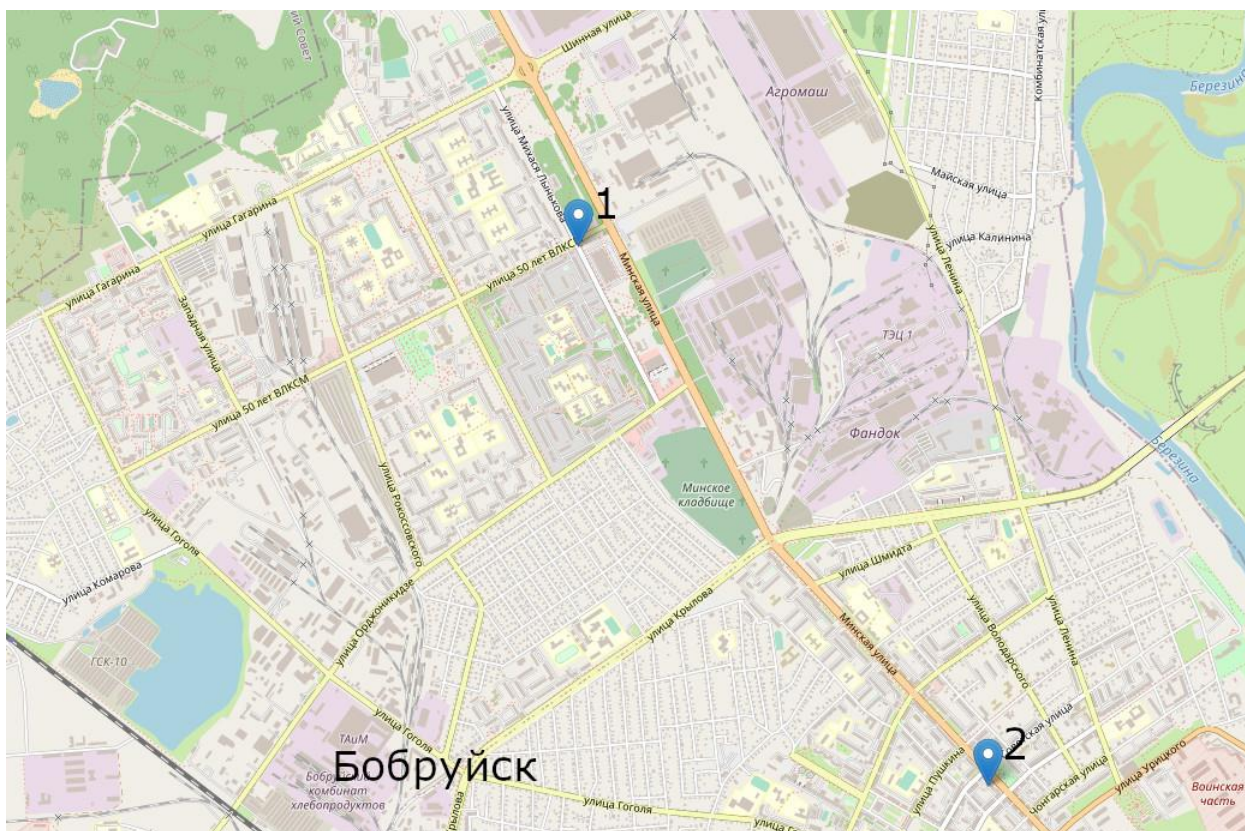 Шинная улица
Комбинатская ул
Березина
Агромаш
улица Михася Лынькова
1
Майская улица
улица Гагарина
улица 50 лет ВЛКСМ
улица Калинина
улица Ленина
Минская улица
улица Гагарина
Западная улица
ТЭЦ 1
улица 50 лет ВЛКСМ
Фандок
Березина
улица Рокоссовского
Минское
кладбище
улица Гоголя
улица Комарова
улица Шмидта
улица Орджоникидзе
улица Крылова
Минская улица
улица Володарского
улица Ленина
ГСК-10
улица Гоголя
ТАиМ
2
улица Пушкина
Чонгарская улица
улица Урицкого
Бобруйск
комбинат
хлебопродуктов
улица Гоголя
Крылова
Воинская
часть